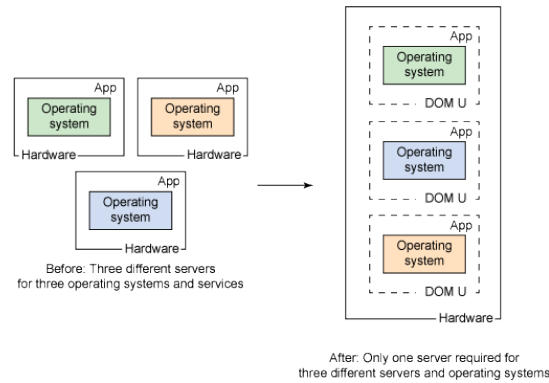 App
Operating
system
Hardware
App
Operating
system
Hardware
App
Operating
system
Hardware
Before: Three different servers
for three operating systems and services
App
Operating
system
DOM U
App
Operating
system
DOM U
App
Operating
system
DOM U
Hardware
After: Only one server required for
three different servers and operating systems